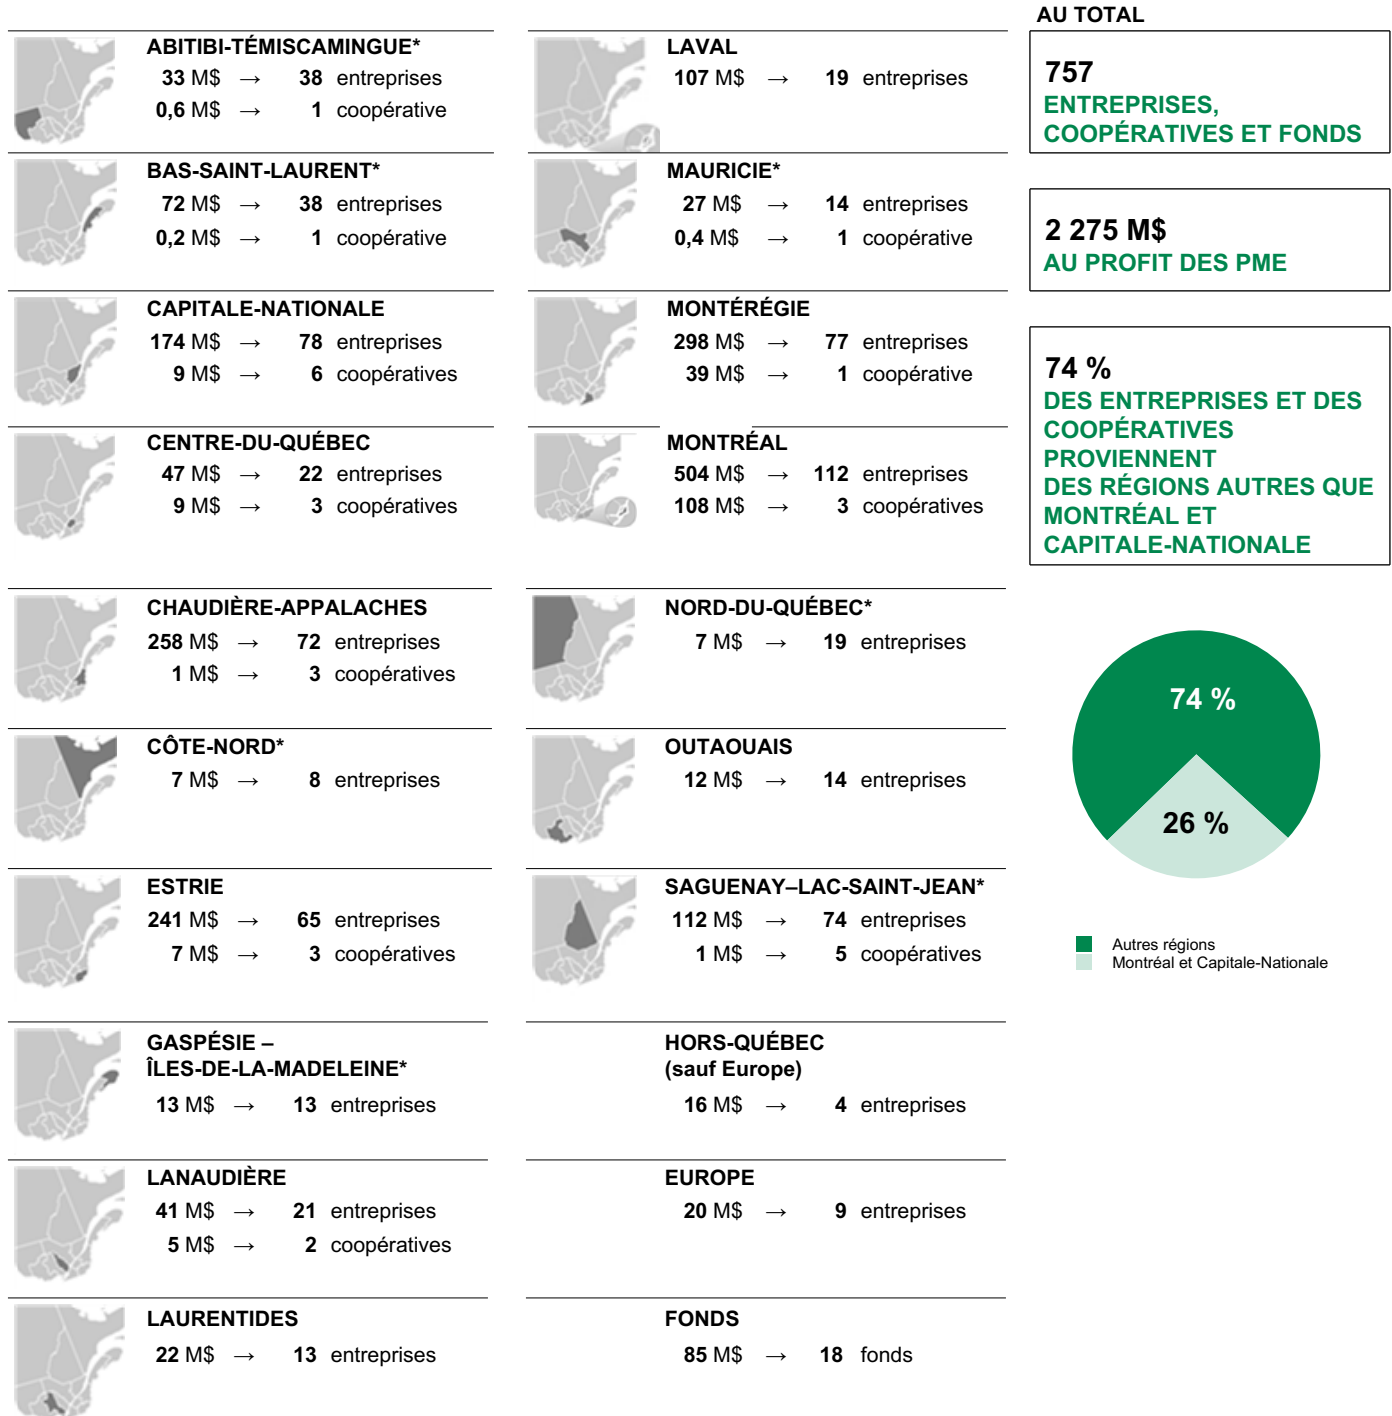 ABITIBI-TÉMISCAMINGUE*
33 M$ → 38 entreprises
0,6 M$ → 1 coopérative
BAS-SAINT-LAURENT*
72 M$ → 38 entreprises
0,2 M$ → 1 coopérative
CAPITALE-NATIONALE
174 M$ → 78 entreprises
9 M$ → 6 coopératives
CENTRE-DU-QUÉBEC
47 M$ → 22 entreprises
9 M$ → 3 coopératives
CHAUDIÈRE-APPALACHES
258 M$ → 72 entreprises
1 M$ → 3 coopératives
CÔTE-NORD*
7 M$ → 8 entreprises
ESTRIE
241 M$ → 65 entreprises
7 M$ → 3 coopératives
GASPÉSIE –
ÎLES-DE-LA-MADELEINE*
13 M$ → 13 entreprises
LANAUDIÈRE
41 M$ → 21 entreprises
5 M$ → 2 coopératives
LAURENTIDES
22 M$ → 13 entreprises
LAVAL
107 M$ → 19 entreprises
MAURICIE*
27 M$ → 14 entreprises
0,4 M$ → 1 coopérative
MONTÉRÉGIE
298 M$ → 77 entreprises
39 M$ → 1 coopérative
MONTRÉAL
504 M$ → 112 entreprises
108 M$ → 3 coopératives
NORD-DU-QUÉBEC*
7 M$ → 19 entreprises
OUTAOUAIS
12 M$ → 14 entreprises
SAGUENAY–LAC-SAINT-JEAN*
112 M$ → 74 entreprises
1 M$ → 5 coopératives
HORS-QUÉBEC
(sauf Europe)
16 M$ → 4 entreprises
EUROPE
20 M$ → 9 entreprises
FONDS
85 M$ → 18 fonds
AU TOTAL
757
ENTREPRISES,
COOPÉRATIVES ET FONDS
2 275 M$
AU PROFIT DES PME
74 %
DES ENTREPRISES ET DES
COOPÉRATIVES
PROVIENNENT
DES RÉGIONS AUTRES QUE
MONTRÉAL ET
CAPITALE-NATIONALE
74 %
26 %
Autres régions
Montréal et Capitale-Nationale